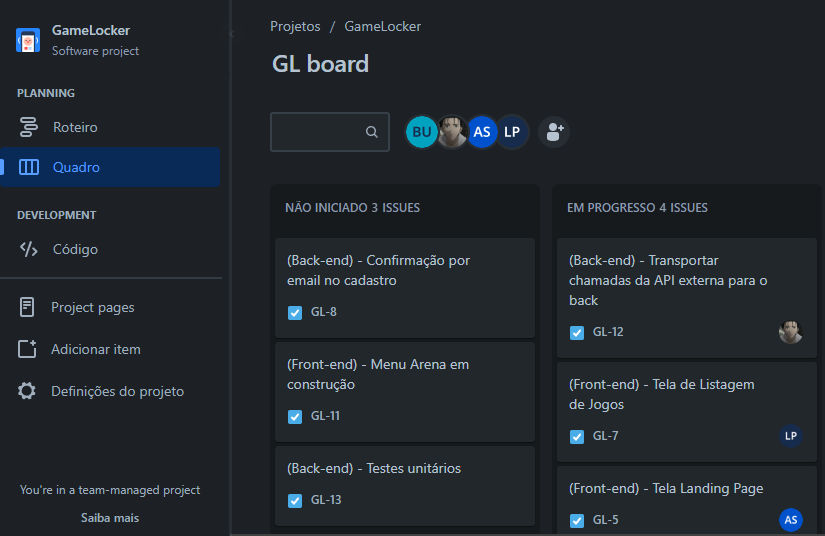 GameLocker
Software project
PLANNING
Roteiro
Quadro
DEVELOPMENT
Código
Project pages
Adicionar item
Definições do projeto
You're in a team-managed project
Saiba mais
Projetos / GameLocker
GL board
BU AS LP
NÃO INICIADO 3 ISSUES
(Back-end) - Confirmação por
email no cadastro
GL-8
(Front-end) - Menu Arena em
construção
GL-11
(Back-end) - Testes unitários
GL-13
EM PROGRESSO 4 ISSUES
(Back-end) - Transportar
chamadas da API externa para o
back
GL-12
(Front-end) - Tela de Listagem
de Jogos
GL-7 LP
(Front-end) - Tela Landing Page
GL-5 AS